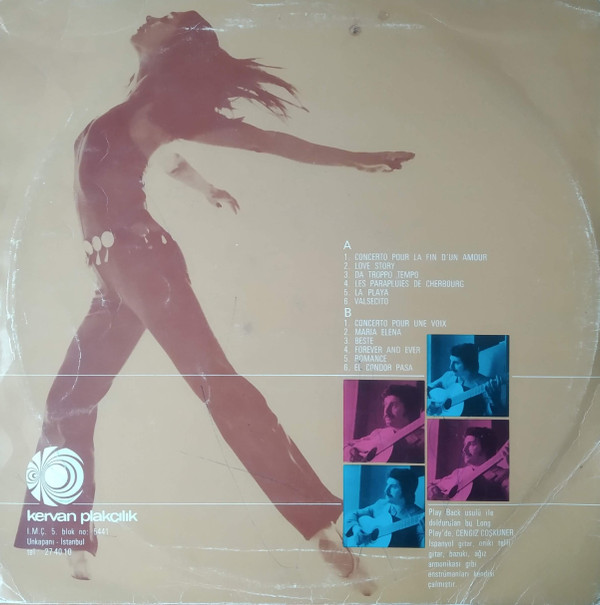 A
1. CONCERTO POUR LA FIN D'UN AMOUR
2. LOVE STORY
3. DA TROPPO TEMPO
4. LES PARAPLUIES DE CHERBOURG
5. LA PLAYA
6. VALSECITO
B
1. CONCERTO POUR UNE VOIX
2. MARIA ELENA
3. BESTE
4. FOREVER AND EVER
5. ROMANCE
6. EL CONDOR PASA
kervan plakçılık
I.M.Ç. 5. blok no: 5441
Unkapanı - İstanbul
tel: 27 40 10
Play Back usülü ile
doldurulan bu Long
Play'de, CENGİZ COŞKUNER
İspanyol gitar, oniki telli
gitar, buzuki, ağız
armonikası gibi
enstrümanları kendisi
çalmıştır.